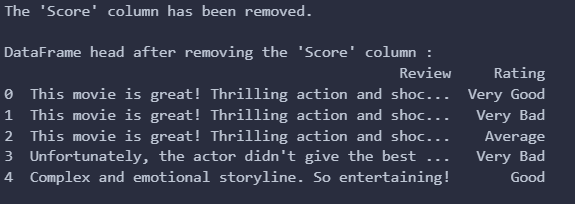 The 'Score' column has been removed.
DataFrame head after removing the 'Score' column :
Review Rating
0 This movie is great! Thrilling action and shoc... Very Good
1 This movie is great! Thrilling action and shoc... Very Bad
2 This movie is great! Thrilling action and shoc... Average
3 Unfortunately, the actor didn't give the best ... Very Bad
4 Complex and emotional storyline. So entertaining! Good